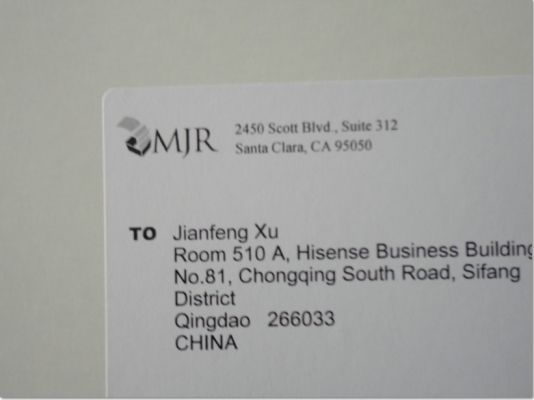 MJR
2450 Scott Blvd., Suite 312
Santa Clara, CA 95050
TO Jianfeng Xu
Room 510 A, Hisense Business Building
No.81, Chongqing South Road, Sifang
District
Qingdao 266033
CHINA